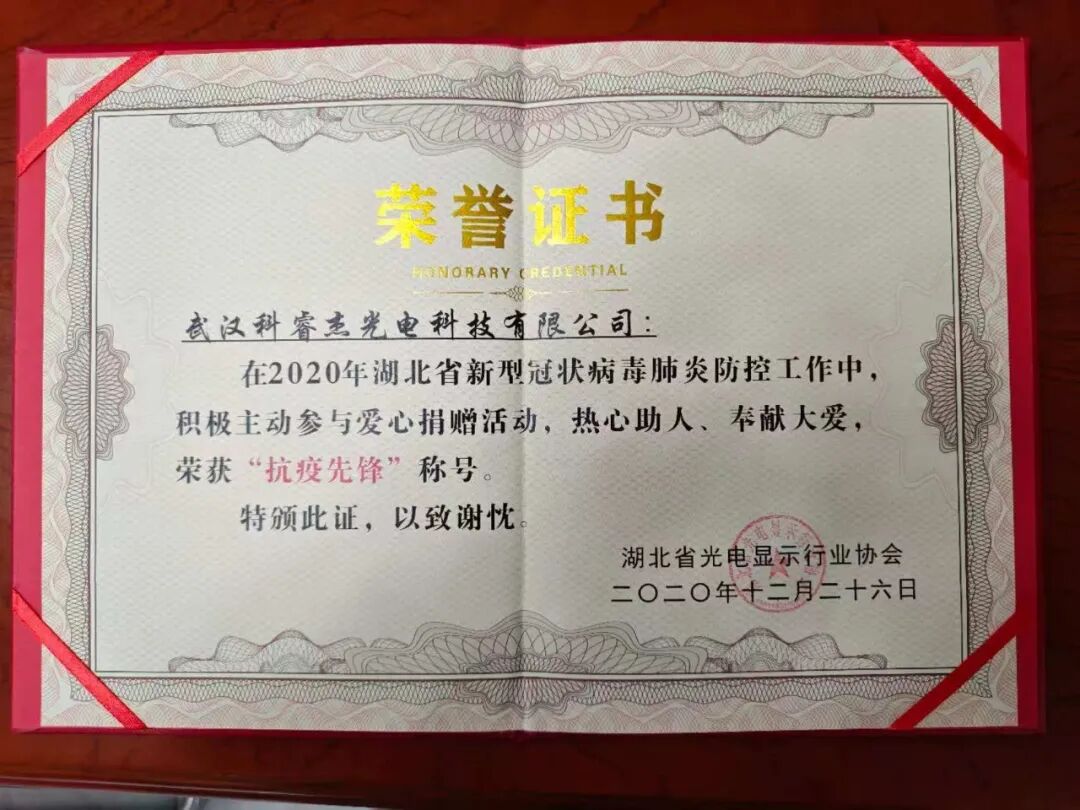 荣誉证书
HONORARY CREDENTIAL
武汉科睿杰光电科技有限公司：
在2020年湖北省新型冠状病毒肺炎防控工作中，
积极主动参与爱心捐赠活动，热心助人、奉献大爱，
荣获“抗疫先锋”称号。
特颁此证，以致谢忱。
湖北省光电显示行业协会
二〇二〇年十二月二十六日